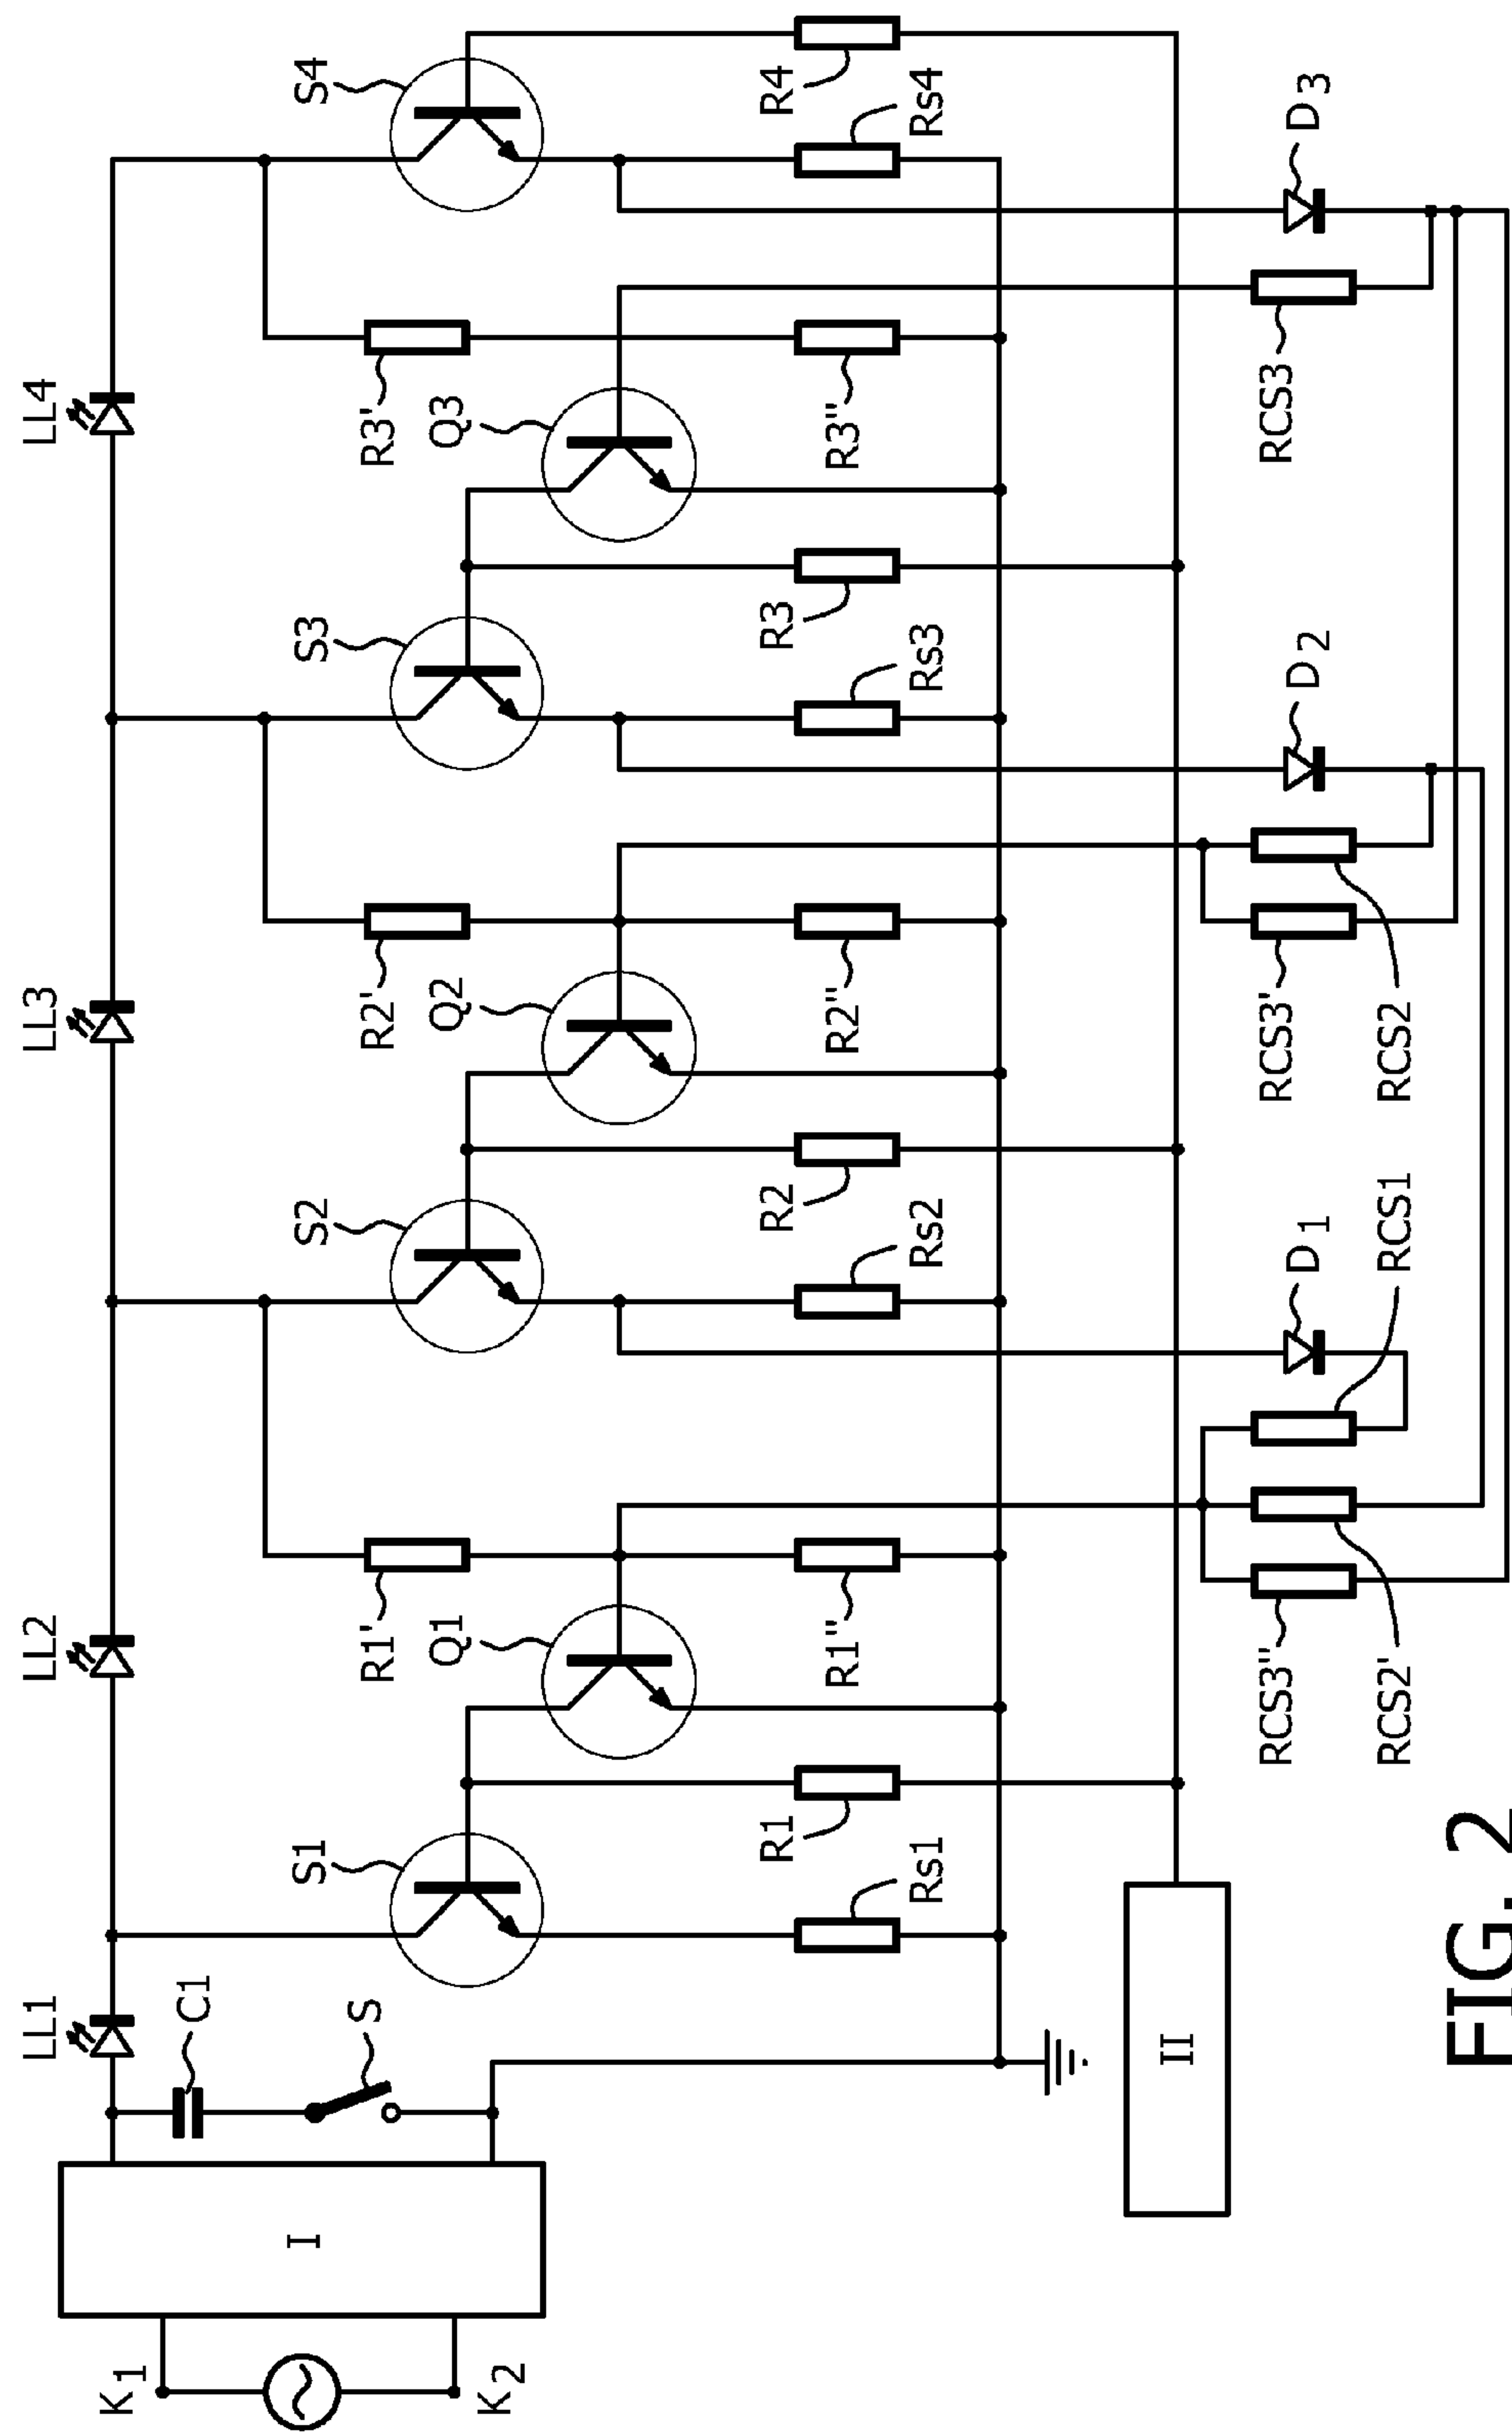 LL1
LL2
LL3
LL4
C1
S
S1
S2
S3
S4
K1
K2
I
R1'
Q1
R2'
Q2
R3'
Q3
R1
R1"
R2
R2"
R3
R3"
R4
Rs1
Rs2
Rs3
Rs4
II
RCS3"
D1
RCS3'
D2
RCS3
D3
RCS2'
RCS1
RCS2
FIG. 2